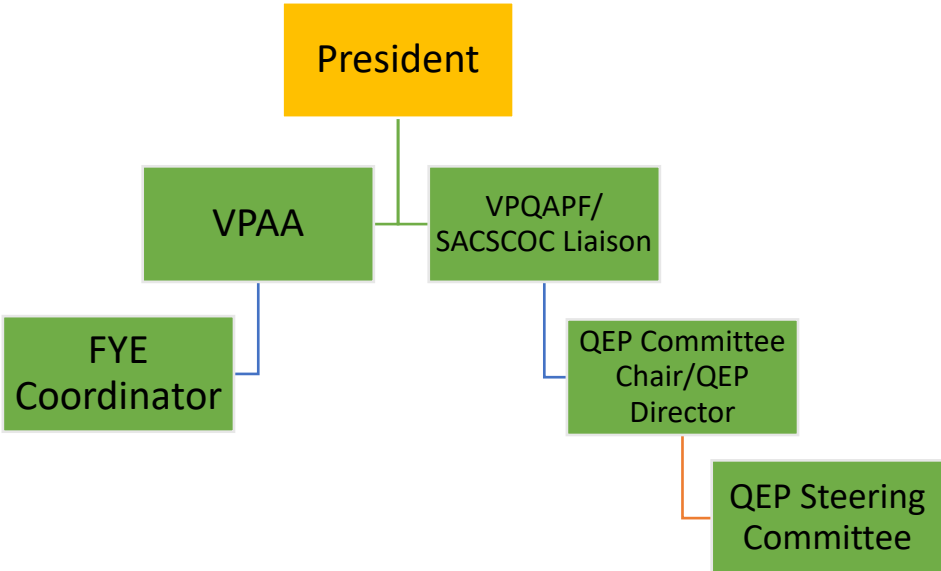 President
VPAA
VPQAPF/
SACSCOC Liaison
FYE
Coordinator
QEP Committee
Chair/QEP
Director
QEP Steering
Committee